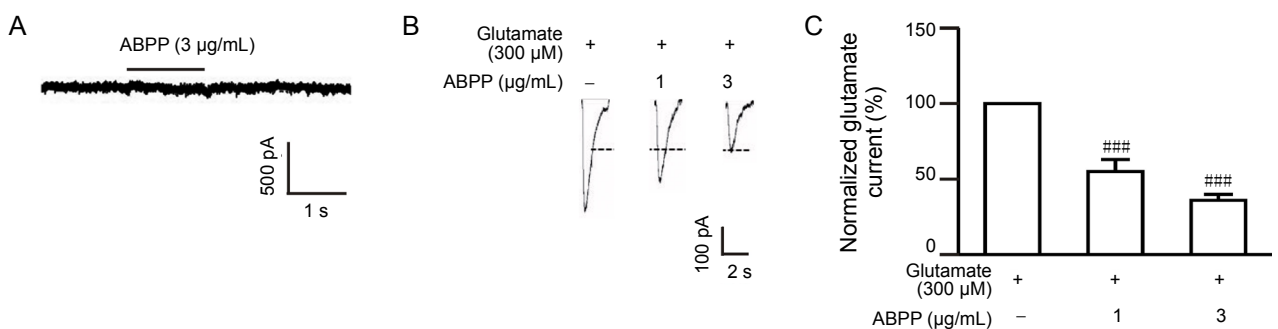 A
ABPP (3 μg/mL)
500 pA
1 s
B
Glutamate
(300 μM) + + +
ABPP (μg/mL) – 1 3
100 pA
2 s
C
Normalized glutamate
current (%)
150
100
50
0
###
###
Glutamate
(300 μM) + + +
ABPP (μg/mL) – 1 3